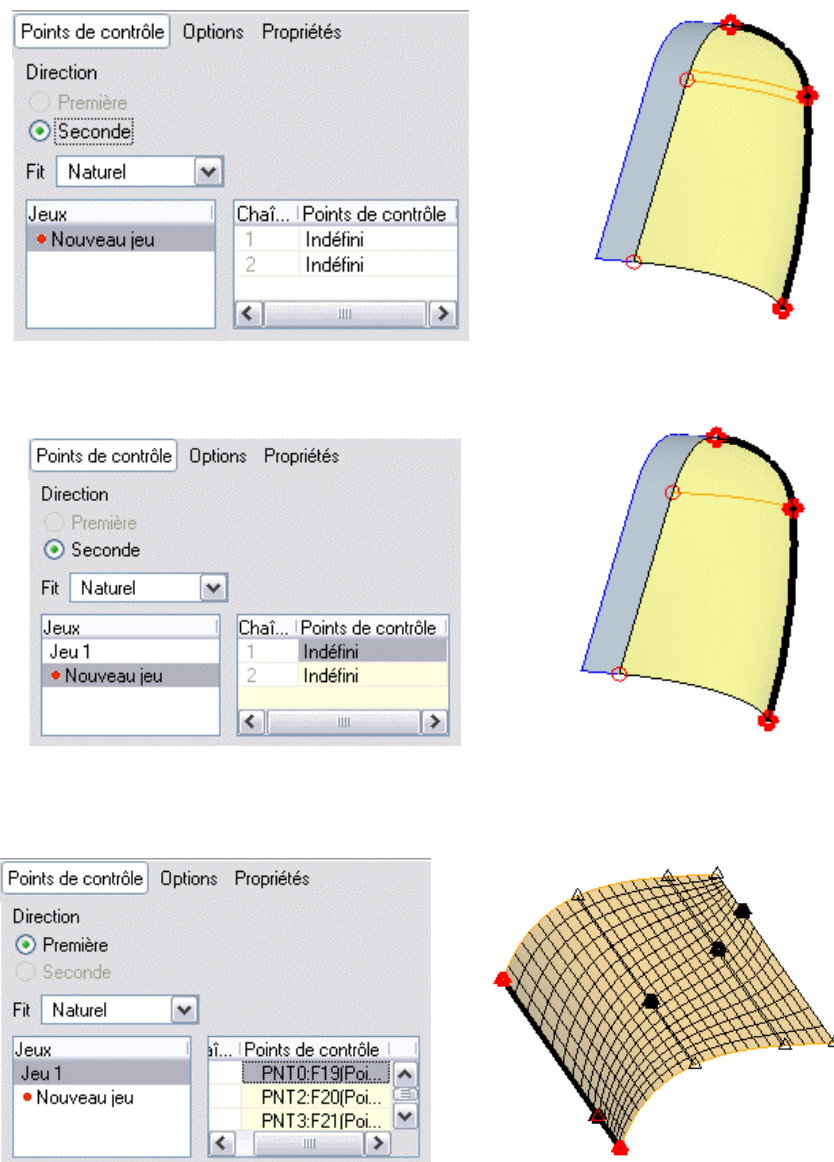 Points de contrôle Options Propriétés
Direction
Première
Seconde
Fit Naturel
Jeux Chaî... Points de contrôle
Nouveau jeu 1 Indéfini
2 Indéfini
Points de contrôle Options Propriétés
Direction
Première
Seconde
Fit Naturel
Jeux Chaî... Points de contrôle
Jeu 1 1 Indéfini
Nouveau jeu 2 Indéfini
Points de contrôle Options Propriétés
Direction
Première
Seconde
Fit Naturel
Jeux aî... Points de contrôle
Jeu 1 PNT0:F19(Poi...
Nouveau jeu PNT2:F20(Poi...
PNT3:F21(Poi...